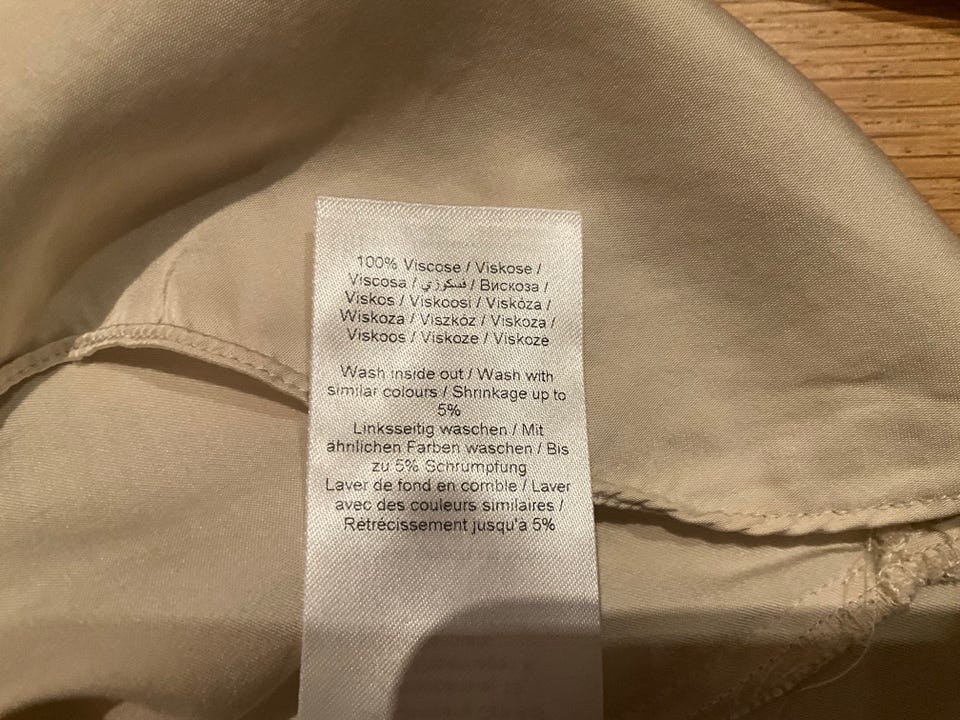 100% Viscose / Viskose /
Viscosa / فسكوزي / Вискоза /
Viskos / Viskoosi / Viskóza /
Wiskoza / Viszkóz / Viskoza /
Viskoos / Viskoze / Viskoze
Wash inside out / Wash with
similar colours / Shrinkage up to
5%
Linksseitig waschen / Mit
ähnlichen Farben waschen / Bis
zu 5% Schrumpfung
Laver de fond en comble / Laver
avec des couleurs similaires /
Rétrécissement jusqu'à 5%